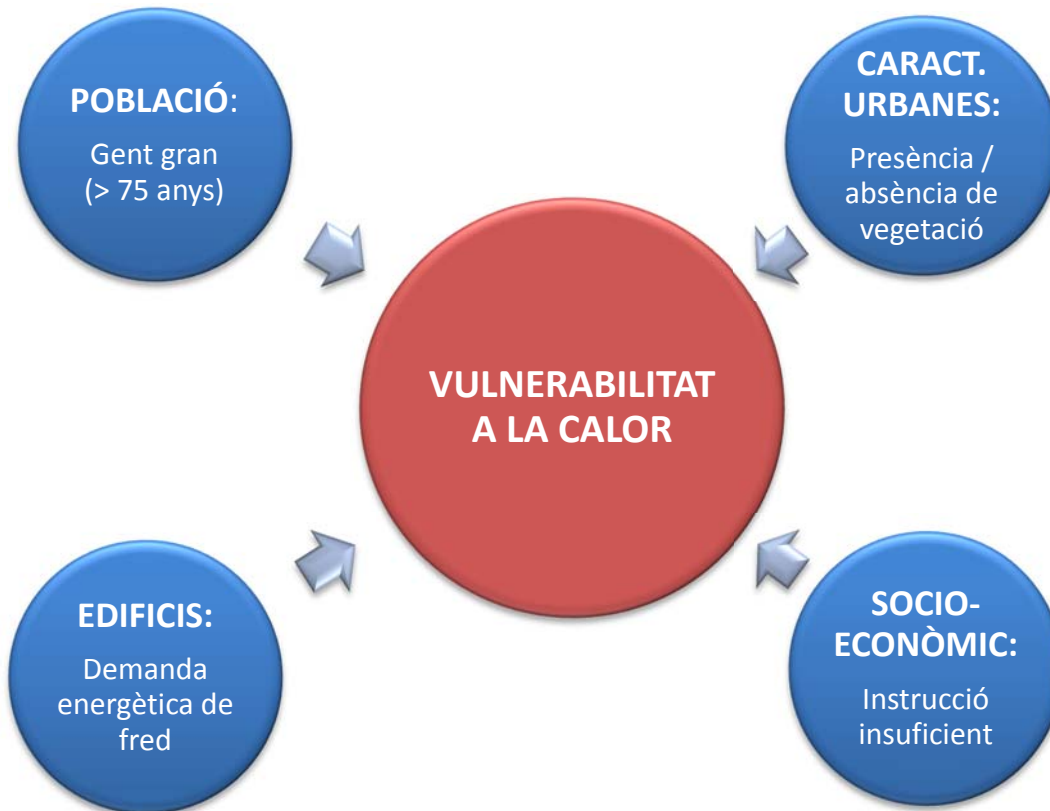 POBLACIÓ:
Gent gran
(> 75 anys)
CARACT.
URBANES:
Presència /
absència de
vegetació
VULNERABILITAT
A LA CALOR
EDIFICIS:
Demanda
energètica de
fred
SOCIO-
ECONÒMIC:
Instrucció
insuficient